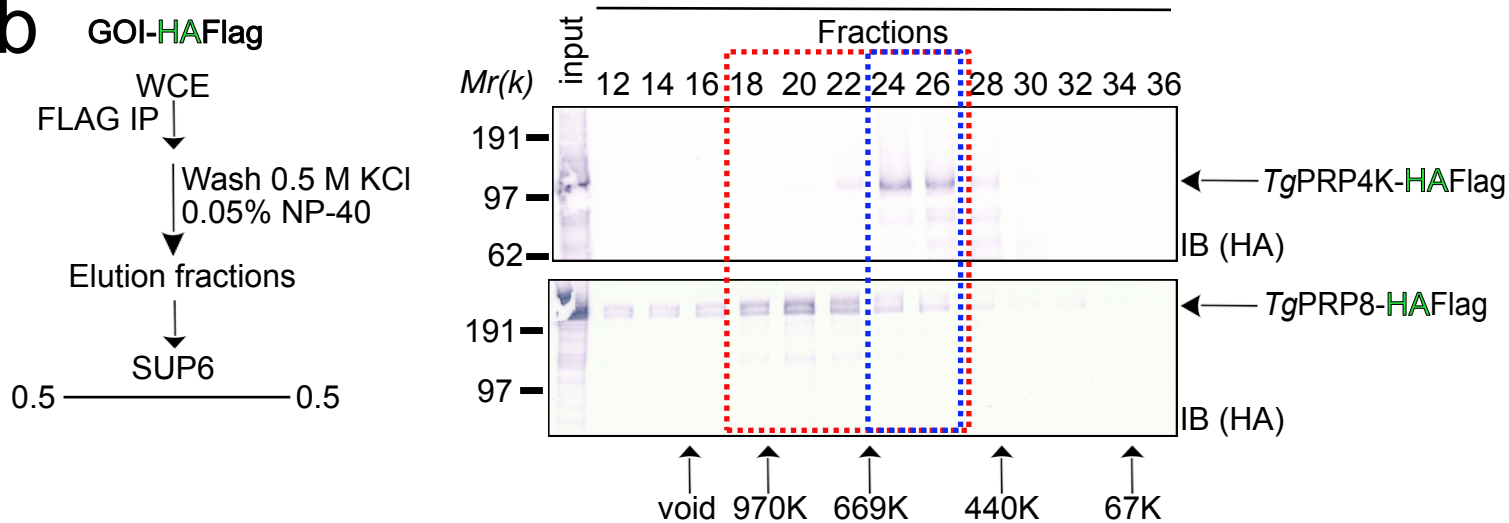 b
GOI-HAFlag
WCE
FLAG IP
Wash 0.5 M KCl
0.05% NP-40
Elution fractions
SUP6
0.5 0.5
input
Fractions
Mr(k) 12 14 16 18 20 22 24 26 28 30 32 34 36
191
97
62
TgPRP4K-HAFlag
IB (HA)
191
97
TgPRP8-HAFlag
IB (HA)
void 970K 669K 440K 67K